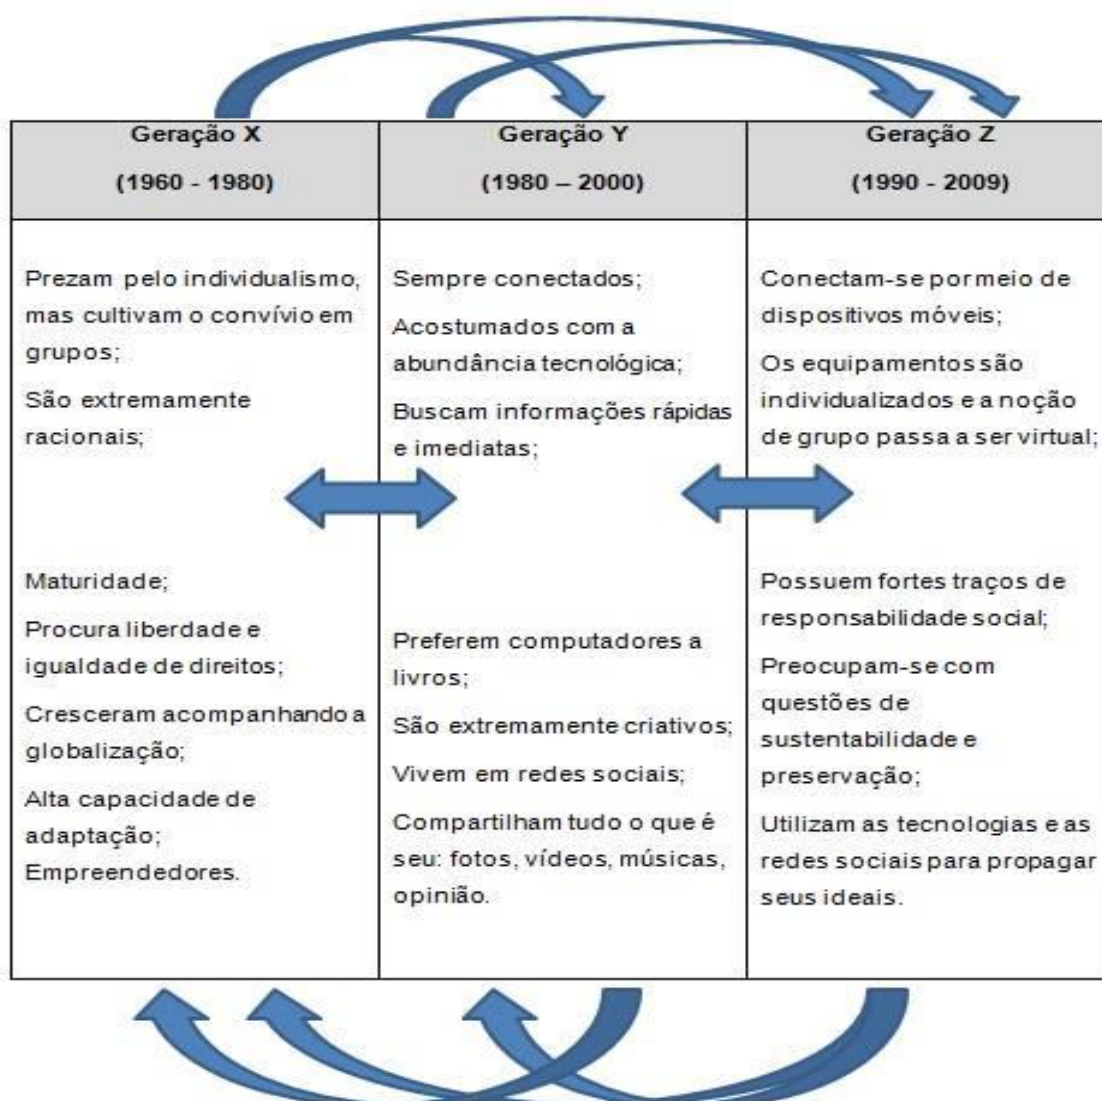 Geração X
(1960 - 1980)
Geração Y
(1980 – 2000)
Geração Z
(1990 - 2009)
Prezam pelo individualismo,
mas cultivam o convívio em
grupos;
São extremamente
racionais;
Maturidade;
Procura liberdade e
igualdade de direitos;
Cresceram acompanhando a
globalização;
Alta capacidade de
adaptação;
Empreendedores.
Sempre conectados;
Acostumados com a
abundância tecnológica;
Buscam informações rápidas
e imediatas;
Preferem computadores a
livros;
São extremamente criativos;
Vivem em redes sociais;
Compartilham tudo o que é
seu: fotos, vídeos, músicas,
opinião.
Conectam-se por meio de
dispositivos móveis;
Os equipamentos são
individualizados e a noção
de grupo passa a ser virtual;
Possuem fortes traços de
responsabilidade social;
Preocupam-se com
questões de
sustentabilidade e
preservação;
Utilizam as tecnologias e as
redes sociais para propagar
seus ideais.